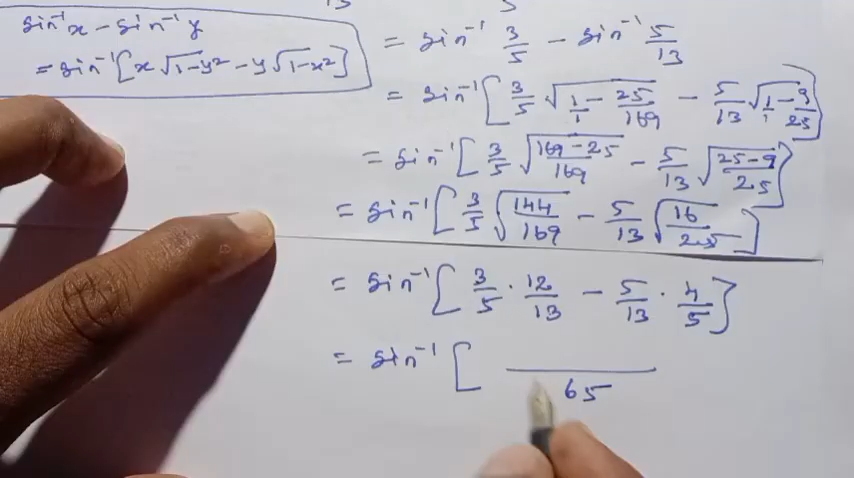 sin⁻¹x - sin⁻¹y
= sin⁻¹[x √1-y² - y √1-x²]
= sin⁻¹ 3/5 - sin⁻¹ 5/13
= sin⁻¹[3/5 √1/1 - 25/169 - 5/13 √1/1 - 9/25]
= sin⁻¹[3/5 √169-25/169 - 5/13 √25-9/25]
= sin⁻¹[3/5 √144/169 - 5/13 √16/25]
= sin⁻¹[3/5 · 12/13 - 5/13 · 4/5]
= sin⁻¹[ /65